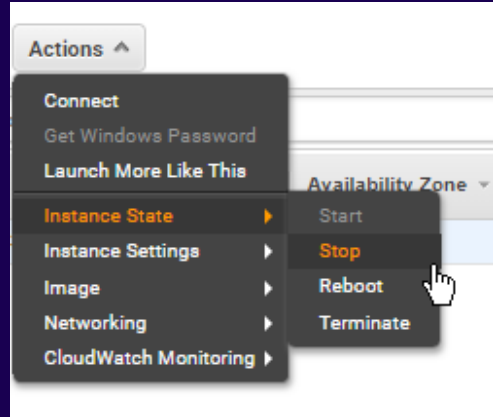 Actions
Connect
Get Windows Password
Launch More Like This
Availability Zone
Instance State
Start
Instance Settings
Stop
Image
Reboot
Networking
Terminate
CloudWatch Monitoring